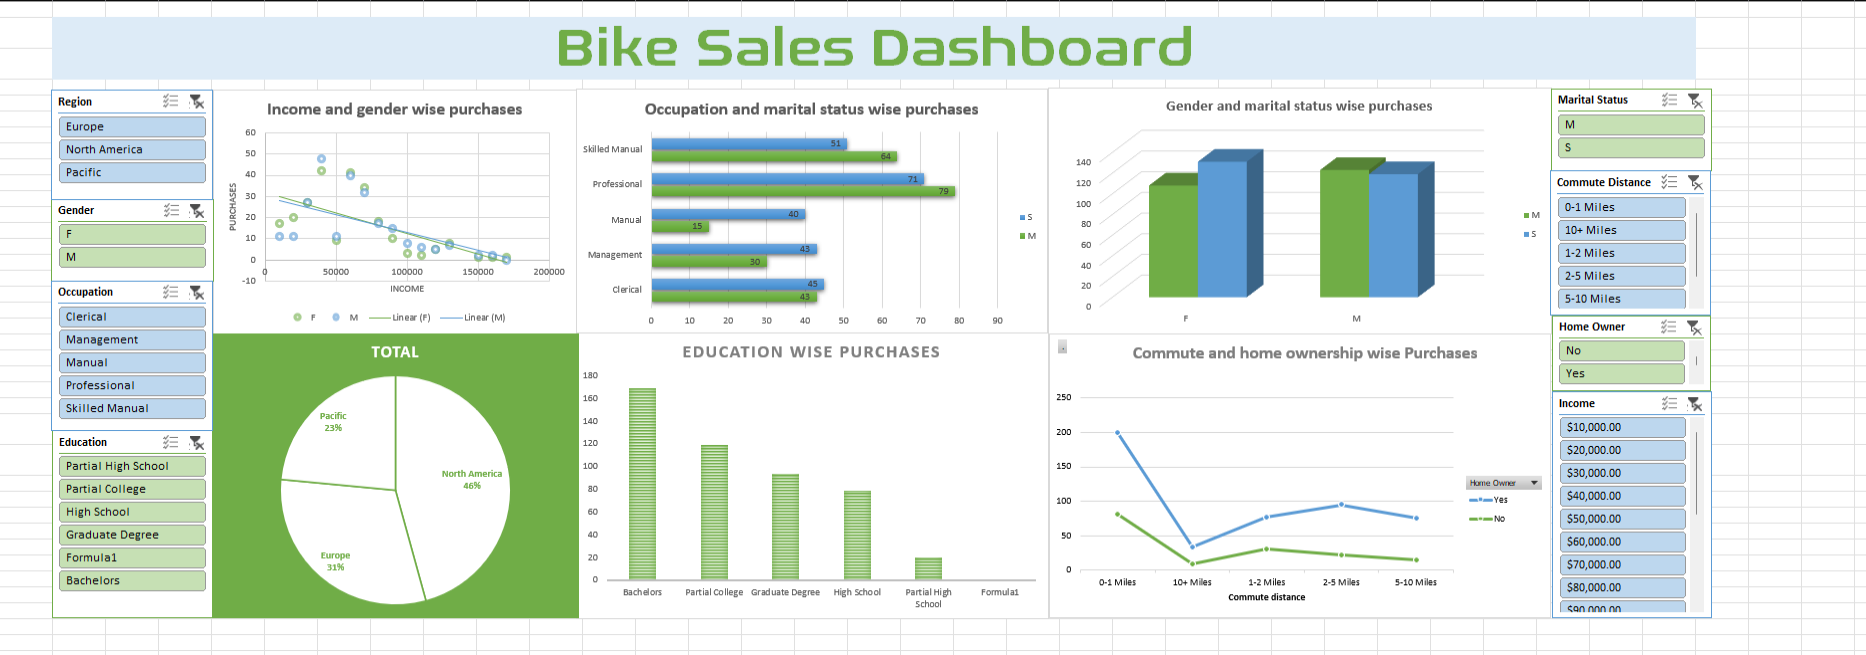 Bike Sales Dashboard
Region
Europe
North America
Pacific
Gender
F
M
Occupation
Clerical
Management
Manual
Professional
Skilled Manual
Education
Partial High School
Partial College
High School
Graduate Degree
Formula1
Bachelors
Income and gender wise purchases
PURCHASES
60
50
40
30
20
10
0
-10
0 50000 100000 150000 200000
INCOME
F M Linear (F) Linear (M)
Occupation and marital status wise purchases
Skilled Manual 51
64
Professional 71
79
Manual 40
15
Management 43
30
Clerical 45
43
0 10 20 30 40 50 60 70 80 90
S
M
Gender and marital status wise purchases
140
120
100
80
60
40
20
0
F M
M
S
TOTAL
Pacific
23%
North America
46%
Europe
31%
EDUCATION WISE PURCHASES
180
160
140
120
100
80
60
40
20
0
Bachelors Partial College Graduate Degree High School Partial High Formula1
School
Commute and home ownership wise Purchases
250
200
150
100
50
0
0-1 Miles 10+ Miles 1-2 Miles 2-5 Miles 5-10 Miles
Commute distance
Home Owner
Yes
No
Marital Status
M
S
Commute Distance
0-1 Miles
10+ Miles
1-2 Miles
2-5 Miles
5-10 Miles
Home Owner
No
Yes
Income
$10,000.00
$20,000.00
$30,000.00
$40,000.00
$50,000.00
$60,000.00
$70,000.00
$80,000.00
$90,000.00